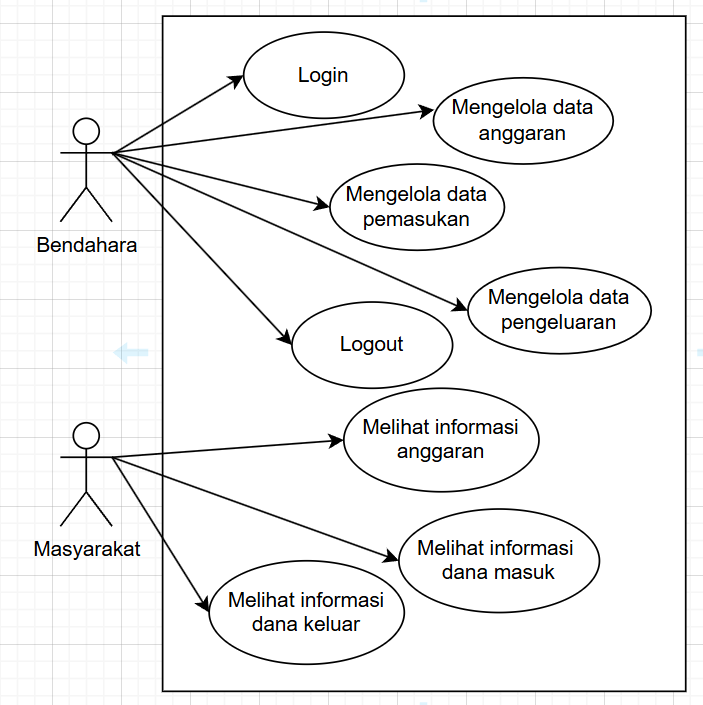 Login
Mengelola data
anggaran
Mengelola data
pemasukan
Bendahara
Mengelola data
pengeluaran
Logout
Melihat informasi
anggaran
Masyarakat
Melihat informasi
dana masuk
Melihat informasi
dana keluar